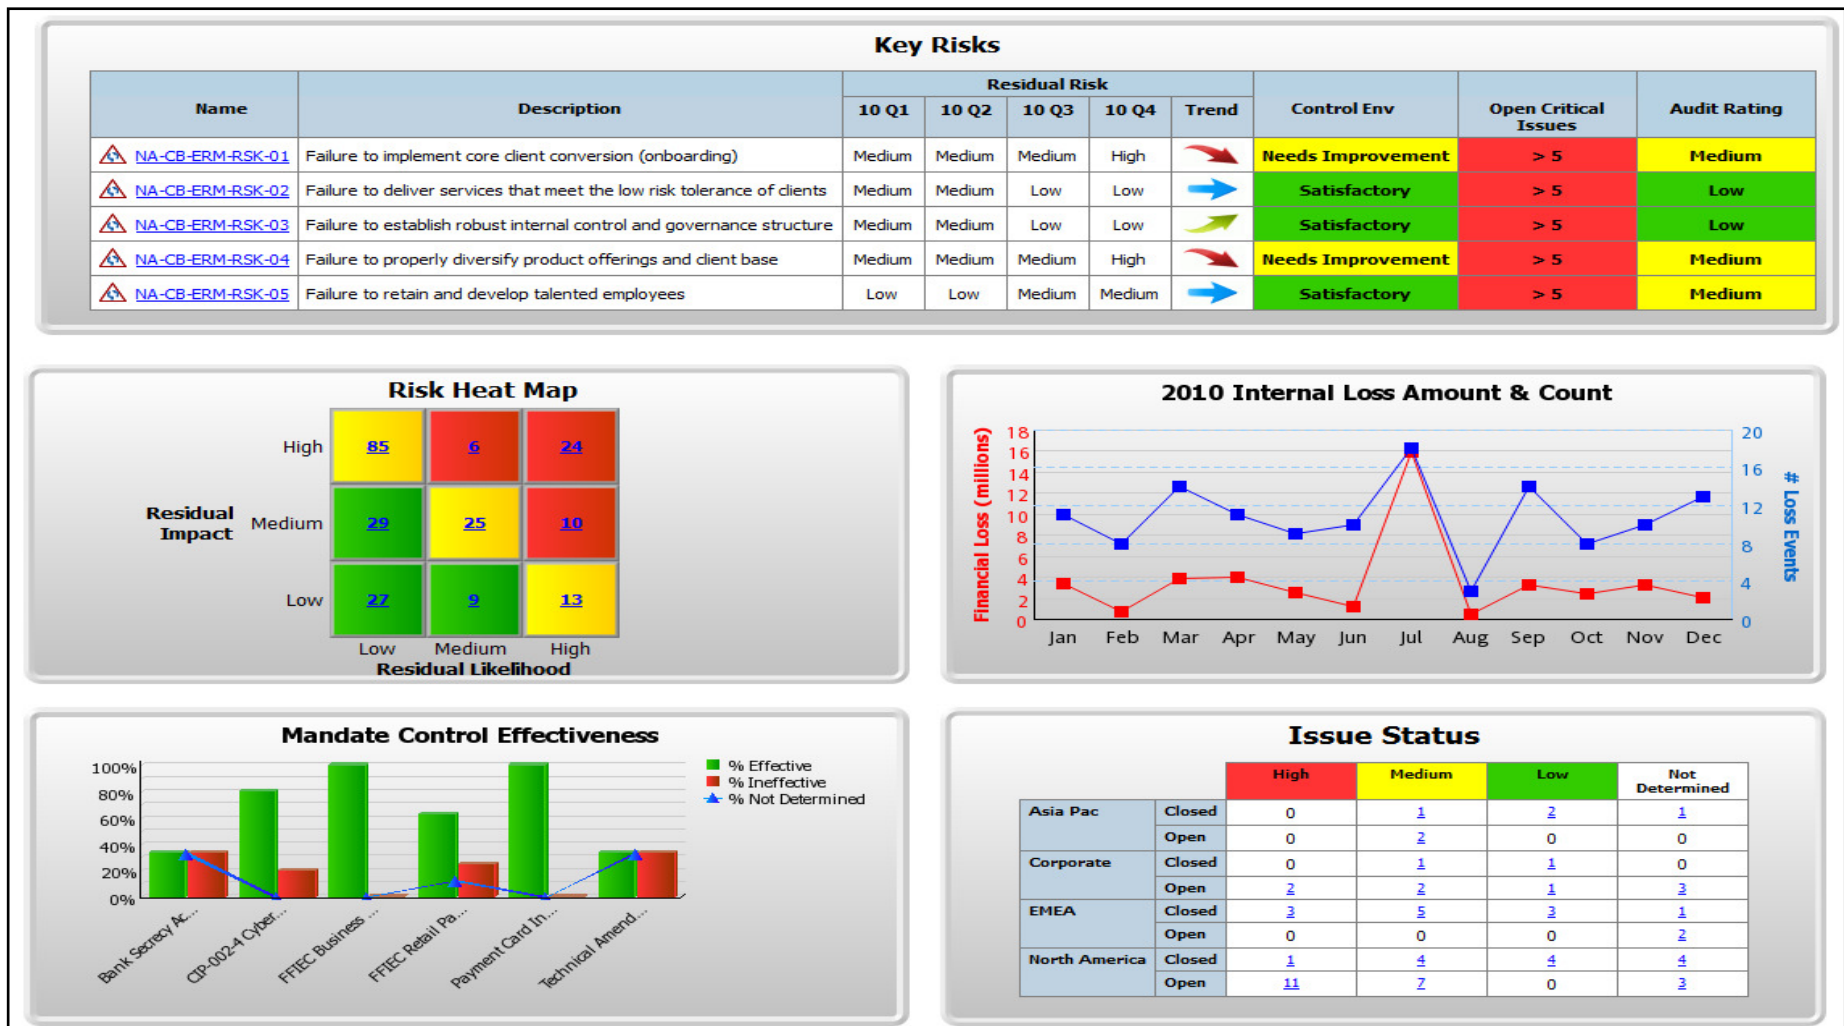 Key Risks
Name Description Residual Risk Control Env Open Critical Issues Audit Rating
10 Q1 10 Q2 10 Q3 10 Q4 Trend
NA-CB-ERM-RSK-01 Failure to implement core client conversion (onboarding) Medium Medium Medium High Needs Improvement > 5 Medium
NA-CB-ERM-RSK-02 Failure to deliver services that meet the low risk tolerance of clients Medium Medium Low Low Satisfactory > 5 Low
NA-CB-ERM-RSK-03 Failure to establish robust internal control and governance structure Medium Medium Low Low Satisfactory > 5 Low
NA-CB-ERM-RSK-04 Failure to properly diversify product offerings and client base Medium Medium Medium High Needs Improvement > 5 Medium
NA-CB-ERM-RSK-05 Failure to retain and develop talented employees Low Low Medium Medium Satisfactory > 5 Medium
Risk Heat Map
High 85 6 24
Residual Impact
Medium 29 25 10
Low 27 9 13
Low Medium High
Residual Likelihood
2010 Internal Loss Amount & Count
Financial Loss (millions)
18
16
14
12
10
8
6
4
2
0
20
16
12
8
4
0
# Loss Events
Jan Feb Mar Apr May Jun Jul Aug Sep Oct Nov Dec
Mandate Control Effectiveness
100%
80%
60%
40%
20%
0%
% Effective
% Ineffective
% Not Determined
Bank Secrecy Ac...
CIP-002-4 Cyber...
FFIEC Business ...
FFIEC Retail Pa...
Payment Card In...
Technical Amend...
Issue Status
High Medium Low Not Determined
Asia Pac Closed 0 1 2 1
Open 0 2 0 0
Corporate Closed 0 1 1 0
Open 2 2 1 3
EMEA Closed 3 5 3 1
Open 0 0 0 2
North America Closed 1 4 4 4
Open 11 7 0 3